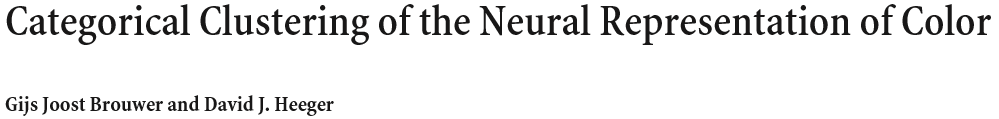 Categorical Clustering of the Neural Representation of Color
Gijs Joost Brouwer and David J. Heeger